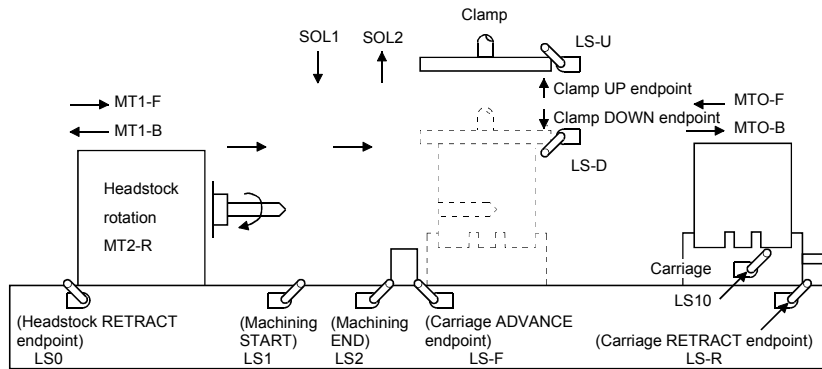 Clamp
SOL1
SOL2
LS-U
Clamp UP endpoint
MT1-F
MTO-F
Clamp DOWN endpoint
MT1-B
MTO-B
LS-D
Headstock
rotation
MT2-R
Carriage
LS10
(Headstock RETRACT
endpoint)
LS0
(Machining
START)
LS1
(Machining
END)
LS2
(Carriage ADVANCE
endpoint)
LS-F
(Carriage RETRACT endpoint)
LS-R